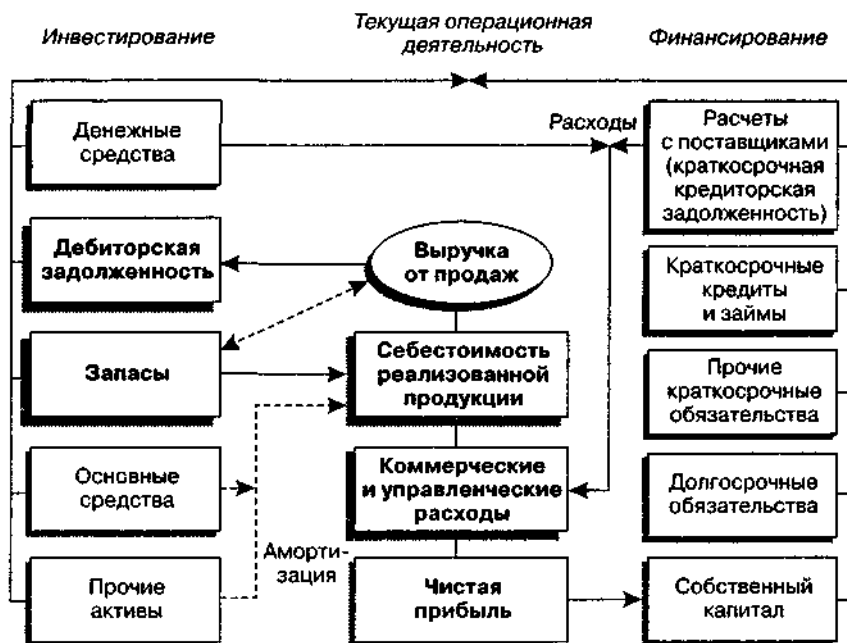 Инвестирование
Текущая операционная
деятельность
Финансирование
Денежные
средства
Расходы
Расчеты
с поставщиками
(краткосрочная
кредиторская
задолженность)
Дебиторская
задолженность
Выручка
от продаж
Краткосрочные
кредиты
и займы
Запасы
Себестоимость
реализованной
продукции
Прочие
краткосрочные
обязательства
Основные
средства
Коммерческие
и управленческие
расходы
Долгосрочные
обязательства
Аморти-
зация
Прочие
активы
Чистая
прибыль
Собственный
капитал